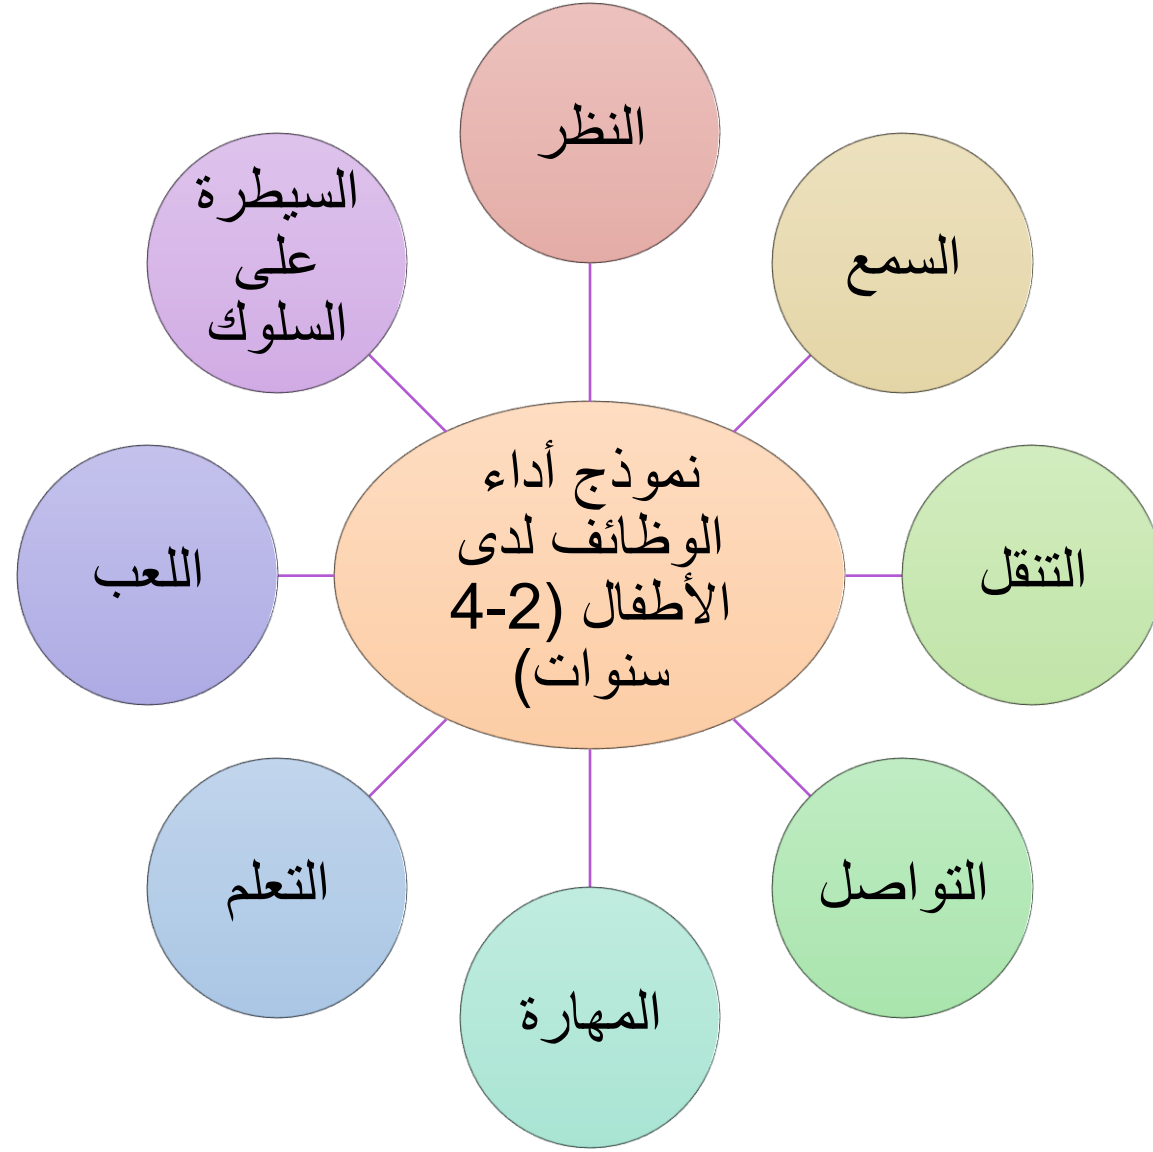 النظر
السمع
التنقل
التواصل
المهارة
التعلم
اللعب
السيطرة
على
السلوك
نموذج أداء
الوظائف لدى
الأطفال (2-4
سنوات)